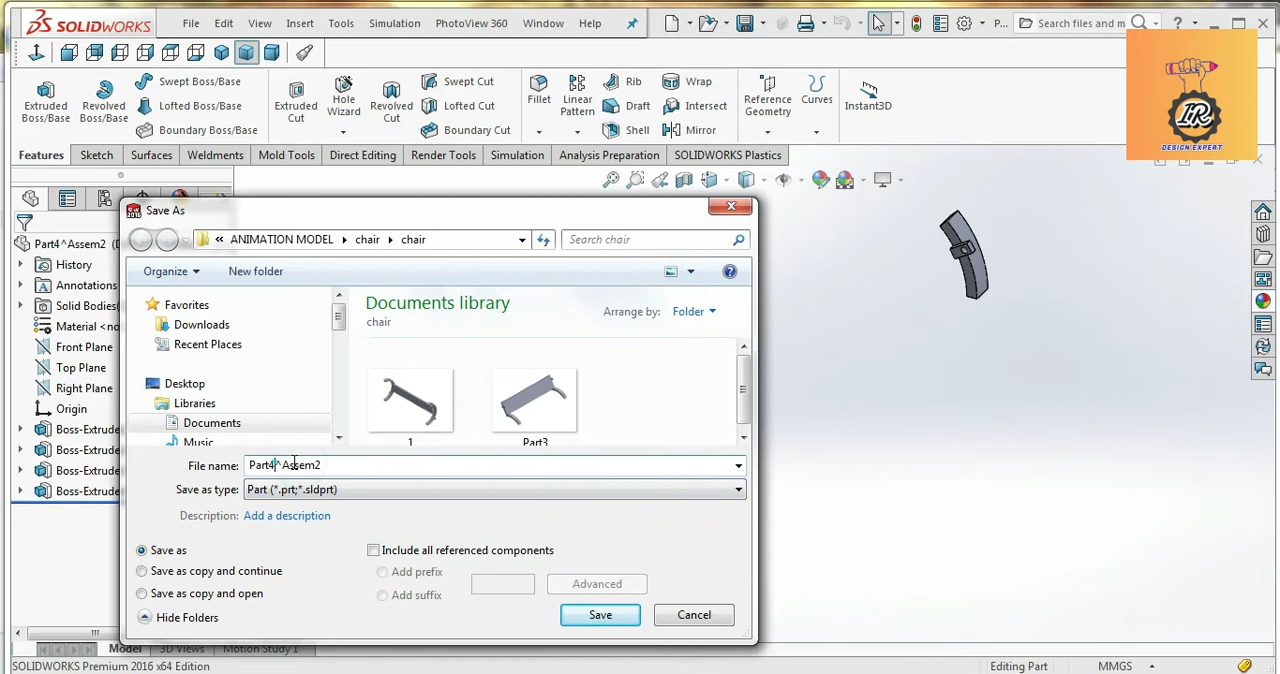 SOLIDWORKS
File Edit View Insert Tools Simulation PhotoView 360 Window Help
P...
Search files and m
Extruded Boss/Base
Revolved Boss/Base
Swept Boss/Base
Lofted Boss/Base
Boundary Boss/Base
Extruded Cut
Hole Wizard
Revolved Cut
Lofted Cut
Boundary Cut
Fillet
Linear Pattern
Rib
Draft
Shell
Wrap
Intersect
Mirror
Reference Geometry
Curves
Instant3D
IR
DESIGN EXPERT
Features Sketch Surfaces Weldments Mold Tools Direct Editing Render Tools Simulation Analysis Preparation SOLIDWORKS Plastics
Part4^Assem2 (
History
Annotations
Solid Bodies
Material <no
Front Plane
Top Plane
Right Plane
Origin
Boss-Extrude
Boss-Extrude
Boss-Extrude
Boss-Extrude
Save As
« ANIMATION MODEL chair chair
Search chair
Organize New folder
Favorites
Downloads
Recent Places
Desktop
Libraries
Documents
Music
Documents library
chair
Arrange by: Folder
1
Part3
File name: Part4^Assem2
Save as type: Part (*.prt;*.sldprt)
Description: Add a description
Save as
Save as copy and continue
Save as copy and open
Include all referenced components
Add prefix
Add suffix
Advanced
Hide Folders
Save
Cancel
Model 3D Views Motion Study 1
SOLIDWORKS Premium 2016 x64 Edition
Editing Part
MMGS